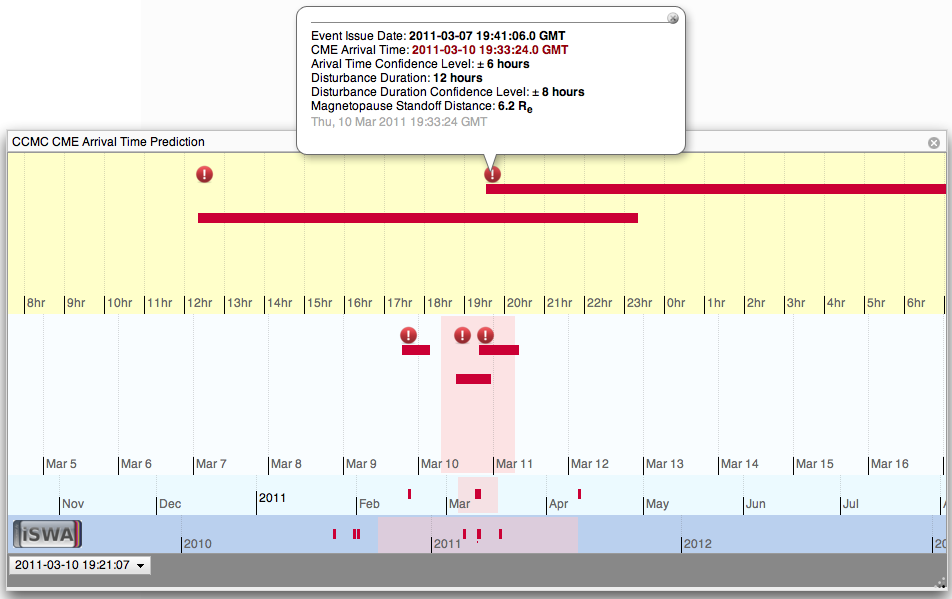 Event Issue Date: 2011-03-07 19:41:06.0 GMT
CME Arrival Time: 2011-03-10 19:33:24.0 GMT
Arival Time Confidence Level: ± 6 hours
Disturbance Duration: 12 hours
Disturbance Duration Confidence Level: ± 8 hours
Magnetopause Standoff Distance: 6.2 Re
Thu, 10 Mar 2011 19:33:24 GMT
CCMC CME Arrival Time Prediction
8hr 9hr 10hr 11hr 12hr 13hr 14hr 15hr 16hr 17hr 18hr 19hr 20hr 21hr 22hr 23hr 0hr 1hr 2hr 3hr 4hr 5hr 6hr
Mar 5 Mar 6 Mar 7 Mar 8 Mar 9 Mar 10 Mar 11 Mar 12 Mar 13 Mar 14 Mar 15 Mar 16
Nov Dec 2011 Feb Mar Apr May Jun Jul
iSWA 2010 2011 2012
2011-03-10 19:21:07